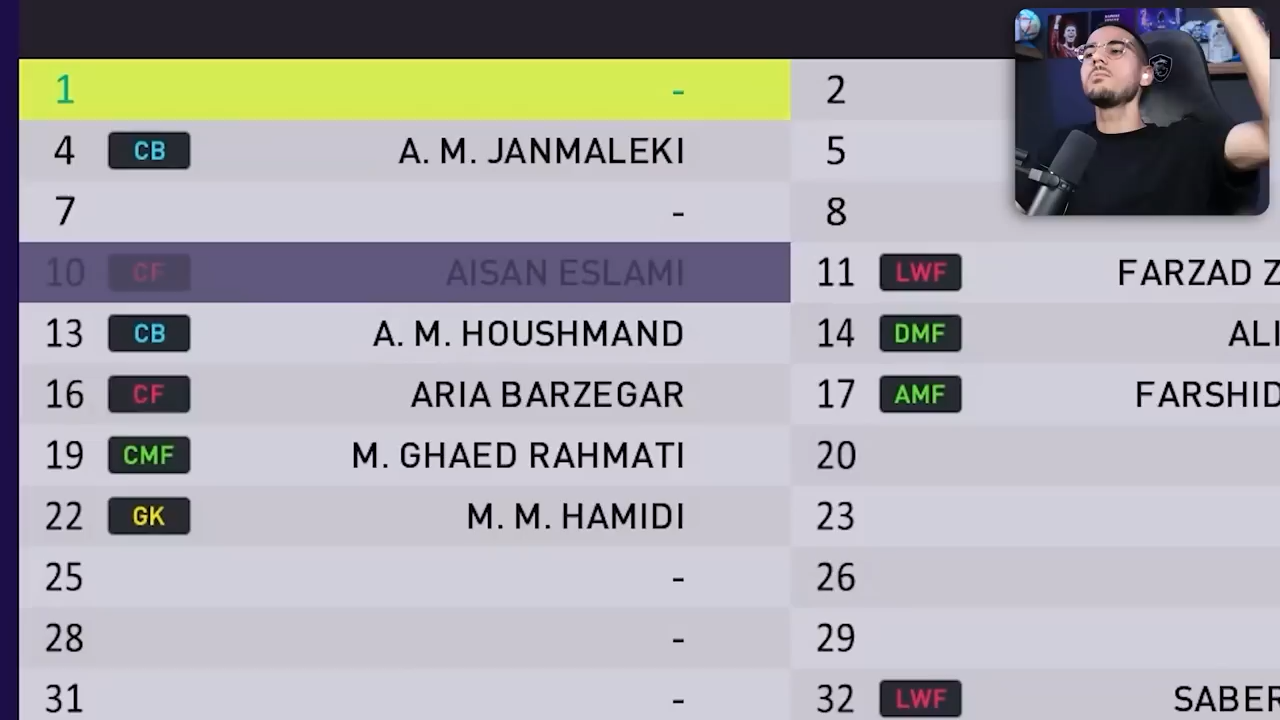 1 - 2
4 CB A. M. JANMALEKI 5
7 - 8
10 CF AISAN ESLAMI 11 LWF FARZAD Z
13 CB A. M. HOUSHMAND 14 DMF ALI
16 CF ARIA BARZEGAR 17 AMF FARSHID
19 CMF M. GHAED RAHMATI 20
22 GK M. M. HAMIDI 23
25 - 26
28 - 29
31 - 32 LWF SABER